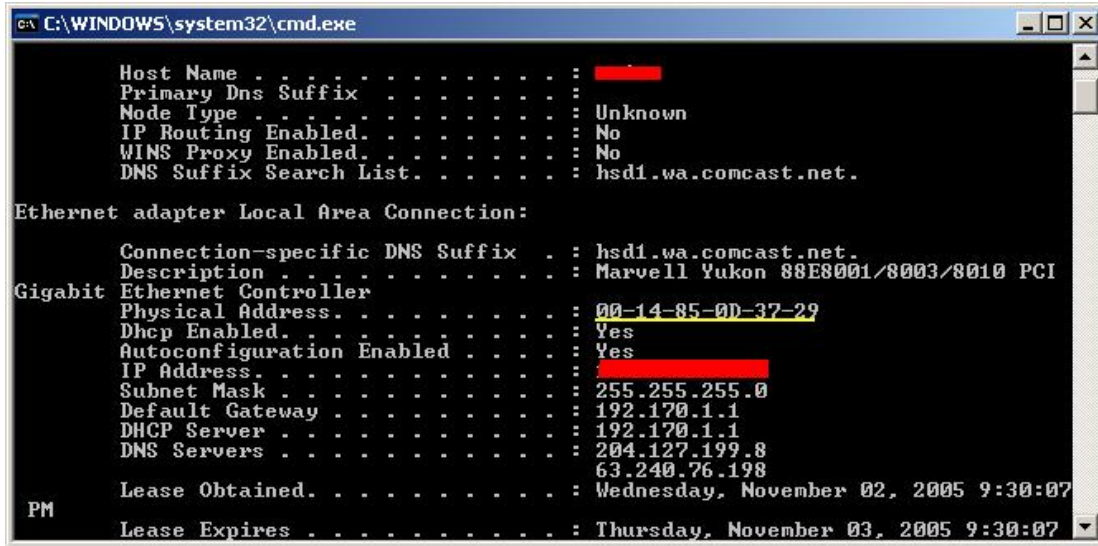 C:\WINDOWS\system32\cmd.exe
Host Name . . . . . . . . . . . . :
Primary Dns Suffix . . . . . . . :
Node Type . . . . . . . . . . . . : Unknown
IP Routing Enabled. . . . . . . . : No
WINS Proxy Enabled. . . . . . . . : No
DNS Suffix Search List. . . . . . : hsd1.wa.comcast.net.
Ethernet adapter Local Area Connection:
Connection-specific DNS Suffix . : hsd1.wa.comcast.net.
Description . . . . . . . . . . . : Marvell Yukon 88E8001/8003/8010 PCI
Gigabit Ethernet Controller
Physical Address. . . . . . . . . : 00-14-85-0D-37-29
Dhcp Enabled. . . . . . . . . . . : Yes
Autoconfiguration Enabled . . . . : Yes
IP Address. . . . . . . . . . . . :
Subnet Mask . . . . . . . . . . . : 255.255.255.0
Default Gateway . . . . . . . . . : 192.170.1.1
DHCP Server . . . . . . . . . . . : 192.170.1.1
DNS Servers . . . . . . . . . . . : 204.127.199.8
63.240.76.198
Lease Obtained. . . . . . . . . . : Wednesday, November 02, 2005 9:30:07
PM
Lease Expires . . . . . . . . . . : Thursday, November 03, 2005 9:30:07